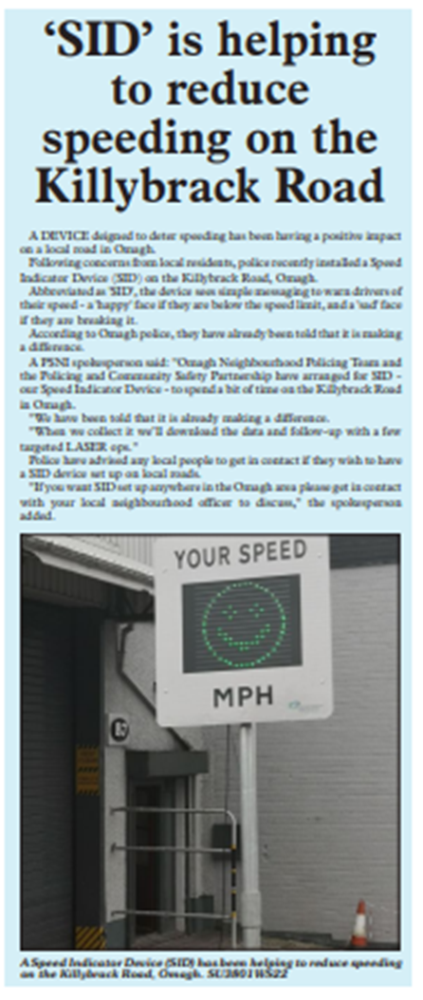 ‘SID’ is helping
to reduce
speeding on the
Killybrack Road
A DEVICE deigned to deter speeding has been having a positive impact
on a local road in Omagh.
Following concerns from local residents, police recently installed a Speed
Indicator Device (SID) on the Killybrack Road, Omagh.
Abbreviated as 'SID', the device sees simple messaging to warn drivers of
their speed - a 'happy' face if they are below the speed limit, and a 'sad' face
if they are breaking it.
According to Omagh police, they have already been told that it is making
a difference.
A PSNI spokesperson said: "Omagh Neighbourhood Policing Team and
the Policing and Community Safety Partnership have arranged for SID -
our Speed Indicator Device - to spend a bit of time on the Killybrack Road
in Omagh.
"We have been told that it is already making a difference.
"When we collect it we'll download the data and follow-up with a few
targeted LASER ops."
Police have advised any local people to get in contact if they wish to have
a SID device set up on local roads.
"If you want SID set up anywhere in the Omagh area please get in contact
with your local neighbourhood officer to discuss," the spokesperson
added.
YOUR SPEED
MPH
A Speed Indicator Device (SID) has been helping to reduce speeding
on the Killybrack Road, Omagh. SU3801WS22